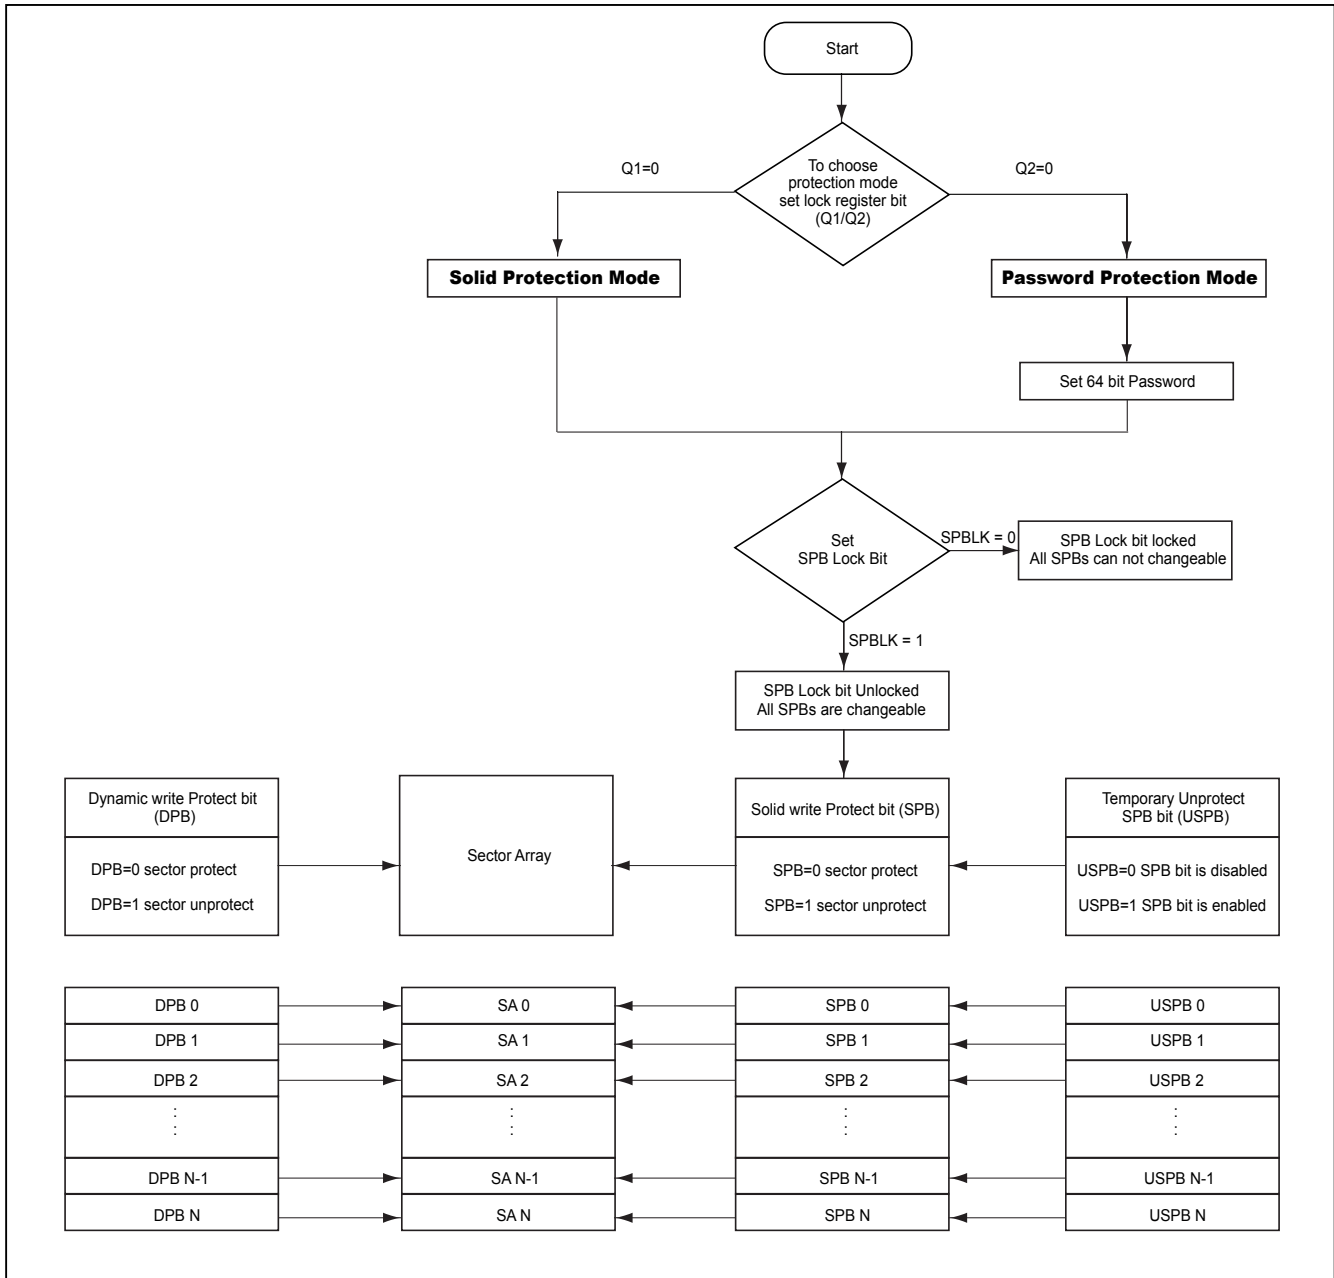 Start
To choose
protection mode
set lock register bit
(Q1/Q2)
Q1=0
Q2=0
Solid Protection Mode
Password Protection Mode
Set 64 bit Password
Set
SPB Lock Bit
SPBLK = 0
SPB Lock bit locked
All SPBs can not changeable
SPBLK = 1
SPB Lock bit Unlocked
All SPBs are changeable
Dynamic write Protect bit
(DPB)
DPB=0 sector protect
DPB=1 sector unprotect
Sector Array
Solid write Protect bit (SPB)
SPB=0 sector protect
SPB=1 sector unprotect
Temporary Unprotect
SPB bit (USPB)
USPB=0 SPB bit is disabled
USPB=1 SPB bit is enabled
DPB 0
SA 0
SPB 0
USPB 0
DPB 1
SA 1
SPB 1
USPB 1
DPB 2
SA 2
SPB 2
USPB 2
DPB N-1
SA N-1
SPB N-1
USPB N-1
DPB N
SA N
SPB N
USPB N